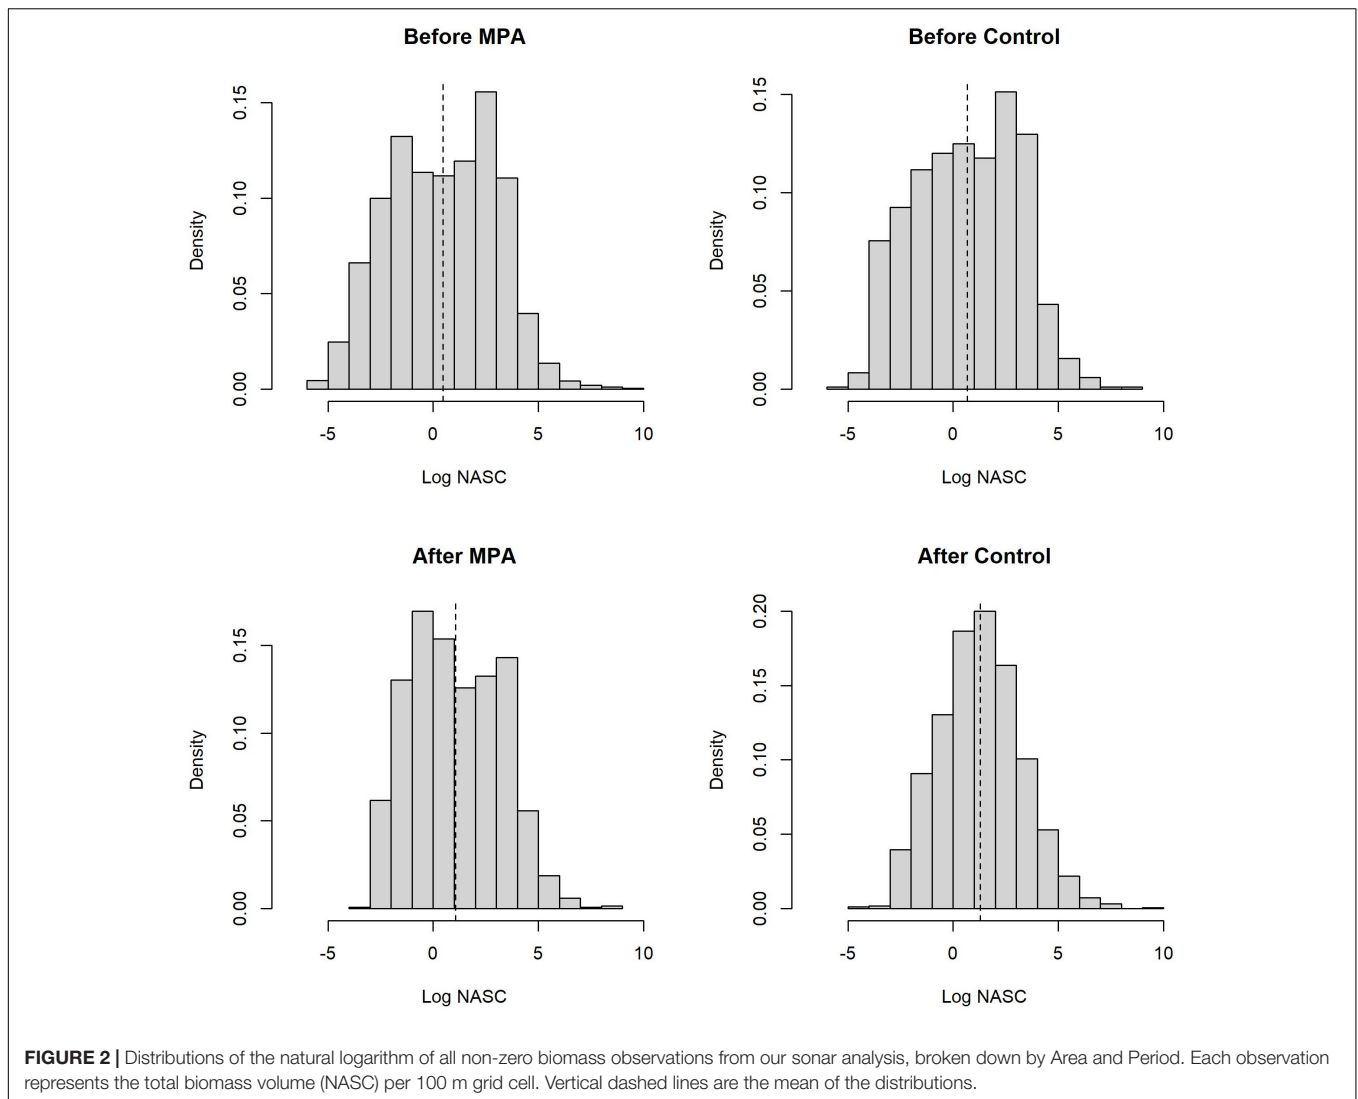 Before MPA
Before Control
Density
0.00 0.05 0.10 0.15
-5 0 5 10
Log NASC
Density
0.00 0.05 0.10 0.15
-5 0 5 10
Log NASC
After MPA
After Control
Density
0.00 0.05 0.10 0.15
-5 0 5 10
Log NASC
Density
0.00 0.05 0.10 0.15 0.20
-5 0 5 10
Log NASC
FIGURE 2 | Distributions of the natural logarithm of all non-zero biomass observations from our sonar analysis, broken down by Area and Period. Each observation
represents the total biomass volume (NASC) per 100 m grid cell. Vertical dashed lines are the mean of the distributions.